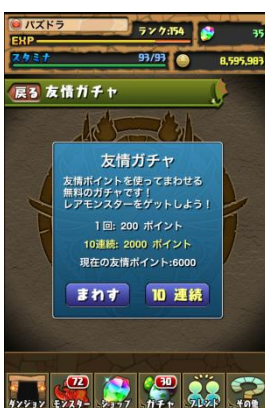 パズドラ
ランク:154
35
EXP
スタミナ
93/93
8,595,983
戻る 友情ガチャ
友情ガチャ
友情ポイントを使ってまわせる
無料のガチャです!
レアモンスターをゲットしよう!
1回: 200 ポイント
10連続: 2000 ポイント
現在の友情ポイント:6000
まわす
10 連続
72
30
ダンジョン
モンスター
ショップ
ガチャ
フレンド
その他